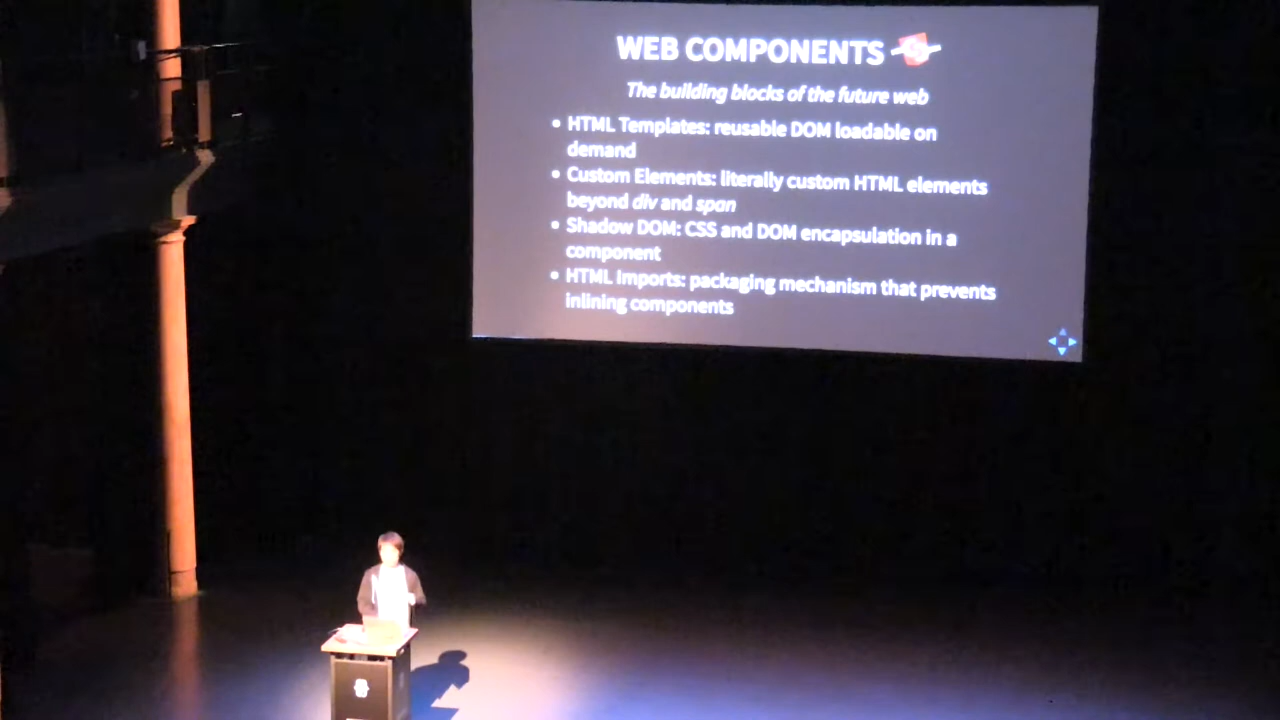 WEB COMPONENTS
The building blocks of the future web
• HTML Templates: reusable DOM loadable on
demand
• Custom Elements: literally custom HTML elements
beyond div and span
• Shadow DOM: CSS and DOM encapsulation in a
component
• HTML Imports: packaging mechanism that prevents
inlining components